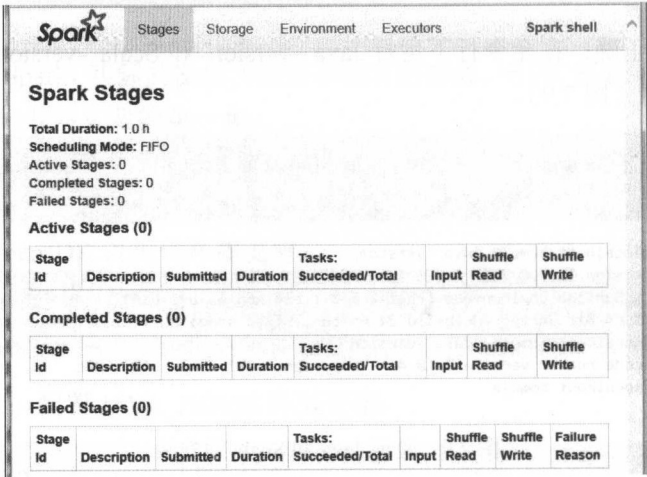 Spark Stages Storage Environment Executors Spark shell
Spark Stages
Total Duration: 1.0 h
Scheduling Mode: FIFO
Active Stages: 0
Completed Stages: 0
Failed Stages: 0
Active Stages (0)
Stage Id Description Submitted Duration Tasks: Succeeded/Total Input Shuffle Read Shuffle Write
Completed Stages (0)
Stage Id Description Submitted Duration Tasks: Succeeded/Total Input Shuffle Read Shuffle Write
Failed Stages (0)
Stage Id Description Submitted Duration Tasks: Succeeded/Total Input Shuffle Read Shuffle Write Failure Reason